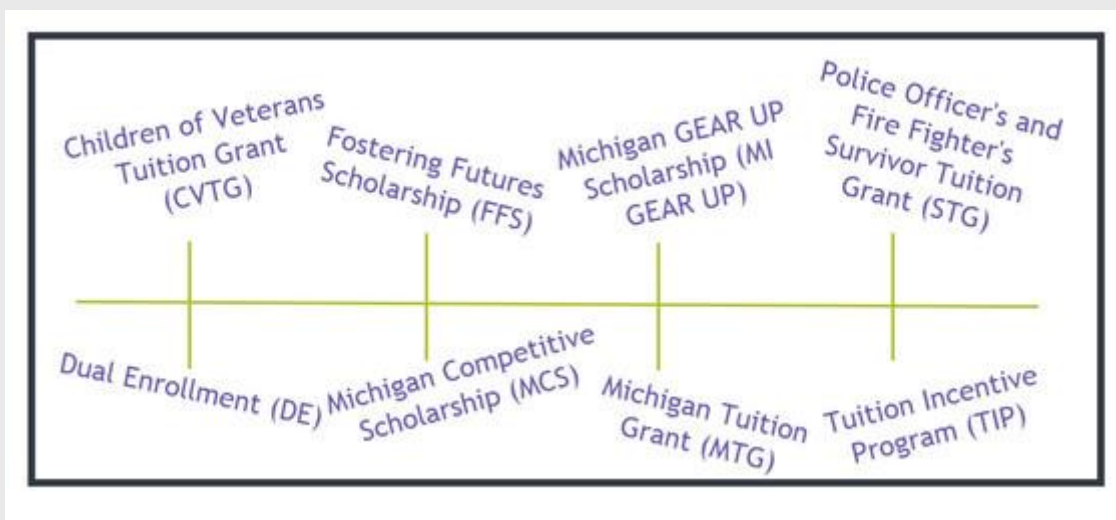 Children of Veterans
Tuition Grant
(CVTG)
Fostering Futures
Scholarship (FFS)
Michigan GEAR UP
Scholarship (MI
GEAR UP)
Police Officer's and
Fire Fighter's
Survivor Tuition
Grant (STG)
Dual Enrollment (DE)
Michigan Competitive
Scholarship (MCS)
Michigan Tuition
Grant (MTG)
Tuition Incentive
Program (TIP)